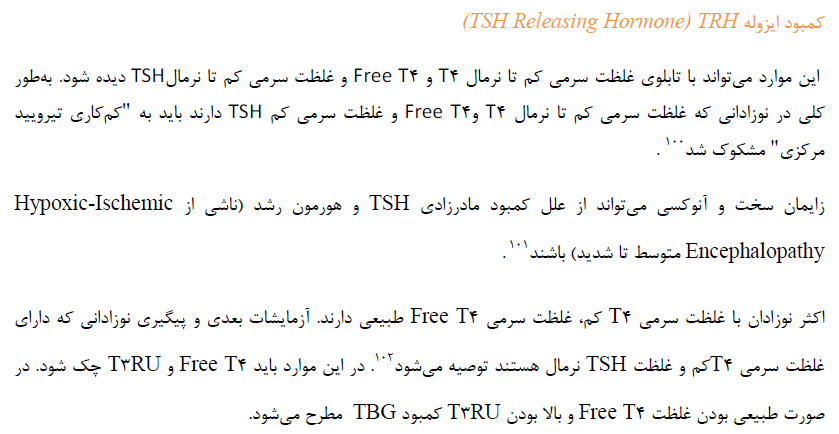 کمبود ایزوله TRH (TSH Releasing Hormone)
این موارد می‌تواند با تابلوی غلظت سرمی کم تا نرمال T۴ و Free T۴ و غلظت سرمی کم تا نرمالTSH دیده شود. به‌طور
کلی در نوزادانی که غلظت سرمی کم تا نرمال T۴ وFree T۴ و غلظت سرمی کم TSH دارند باید به "کم‌کاری تیرویید
مرکزی" مشکوک شد۱۰۰.
زایمان سخت و آنوکسی می‌تواند از علل کمبود مادرزادی TSH و هورمون رشد (ناشی از Hypoxic-Ischemic
Encephalopathy متوسط تا شدید) باشند۱۰۱.
اکثر نوزادان با غلظت سرمی T۴ کم، غلظت سرمی Free T۴ طبیعی دارند. آزمایشات بعدی و پیگیری نوزادانی که دارای
غلظت سرمی T۴کم و غلظت TSH نرمال هستند توصیه می‌شود۱۰۲. در این موارد باید Free T۴ و T۳RU چک شود. در
صورت طبیعی بودن غلظت Free T۴ و بالا بودن T۳RU کمبود TBG مطرح می‌شود.